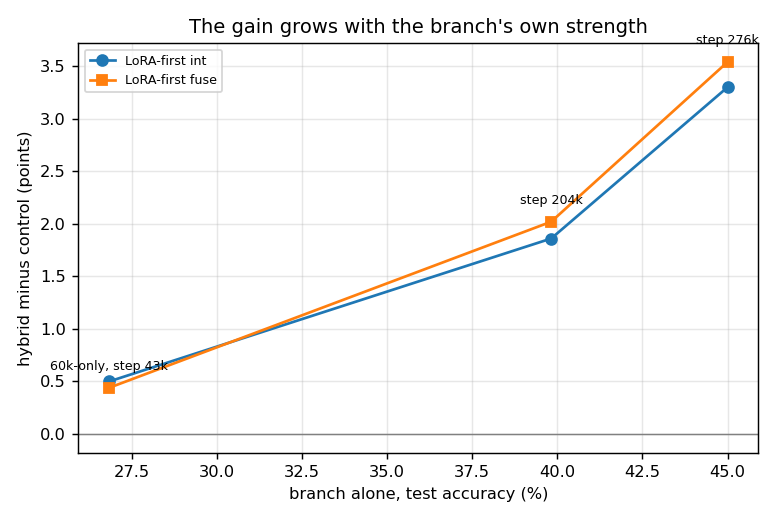 The gain grows with the branch's own strength
step 276k
LoRA-first int
LoRA-first fuse
3.5
3.0
2.5
2.0
1.5
1.0
0.5
0.0
hybrid minus control (points)
step 204k
60k-only, step 43k
27.5 30.0 32.5 35.0 37.5 40.0 42.5 45.0
branch alone, test accuracy (%)